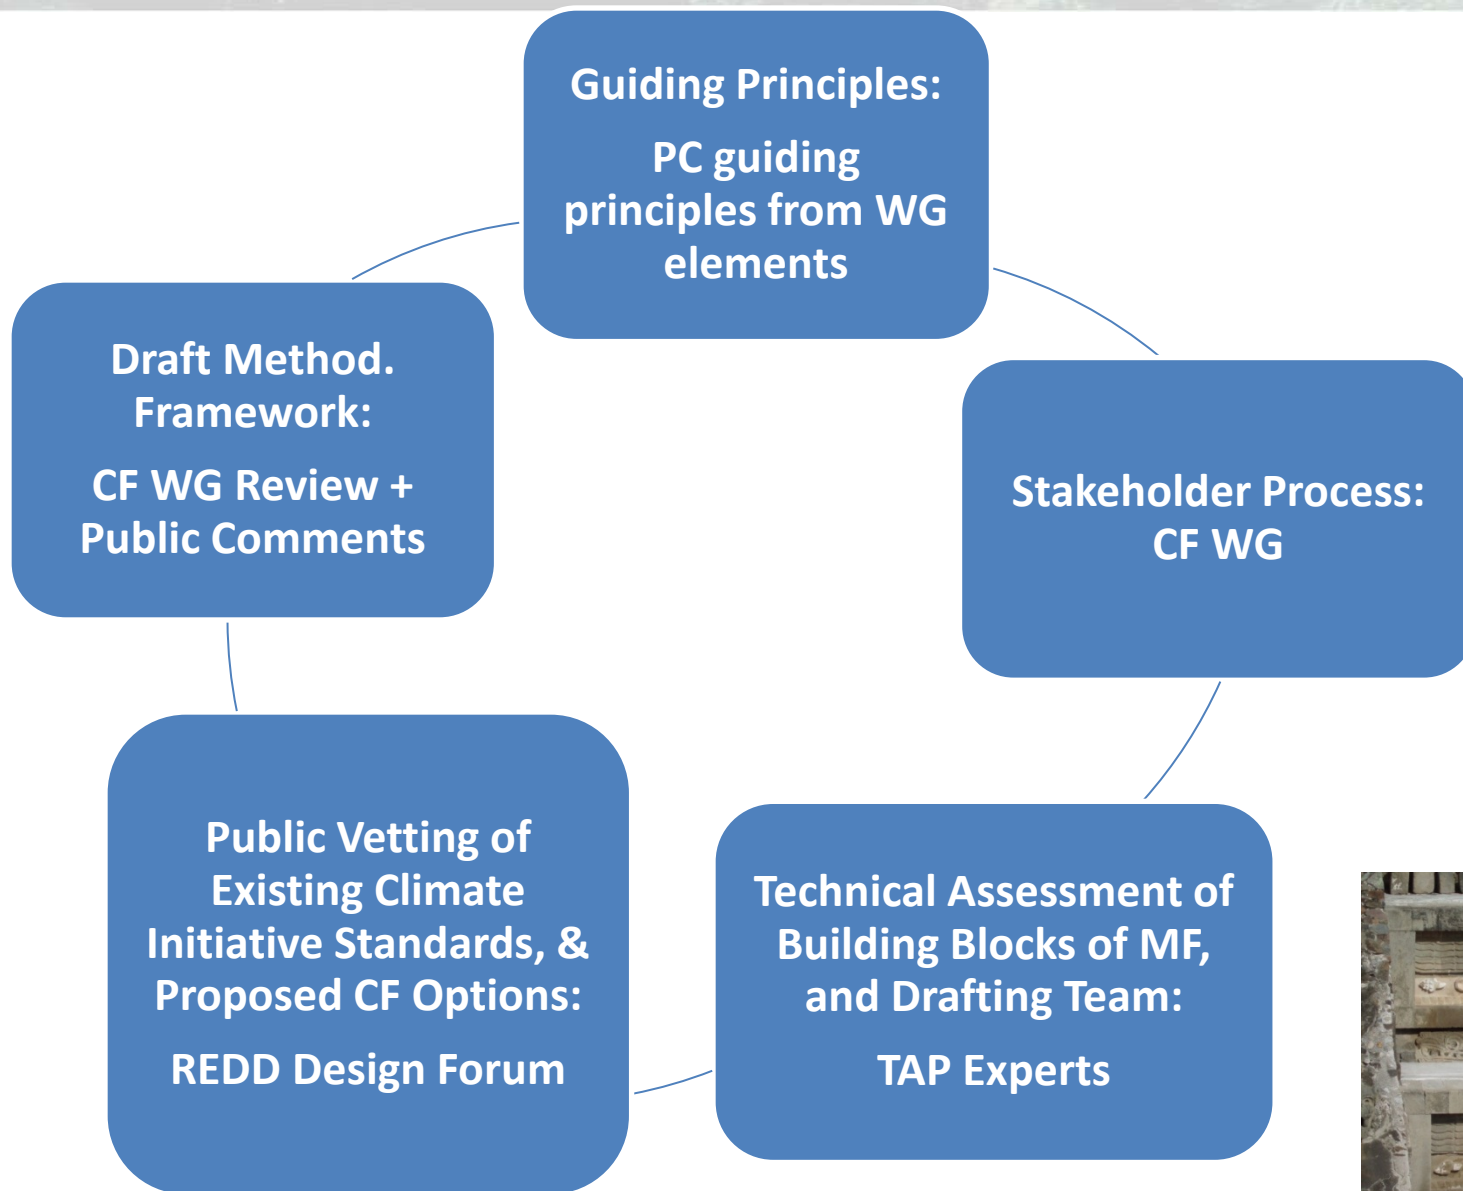 Guiding Principles:
PC guiding
principles from WG
elements
Stakeholder Process:
CF WG
Technical Assessment of
Building Blocks of MF,
and Drafting Team:
TAP Experts
Public Vetting of
Existing Climate
Initiative Standards, &
Proposed CF Options:
REDD Design Forum
Draft Method.
Framework:
CF WG Review +
Public Comments